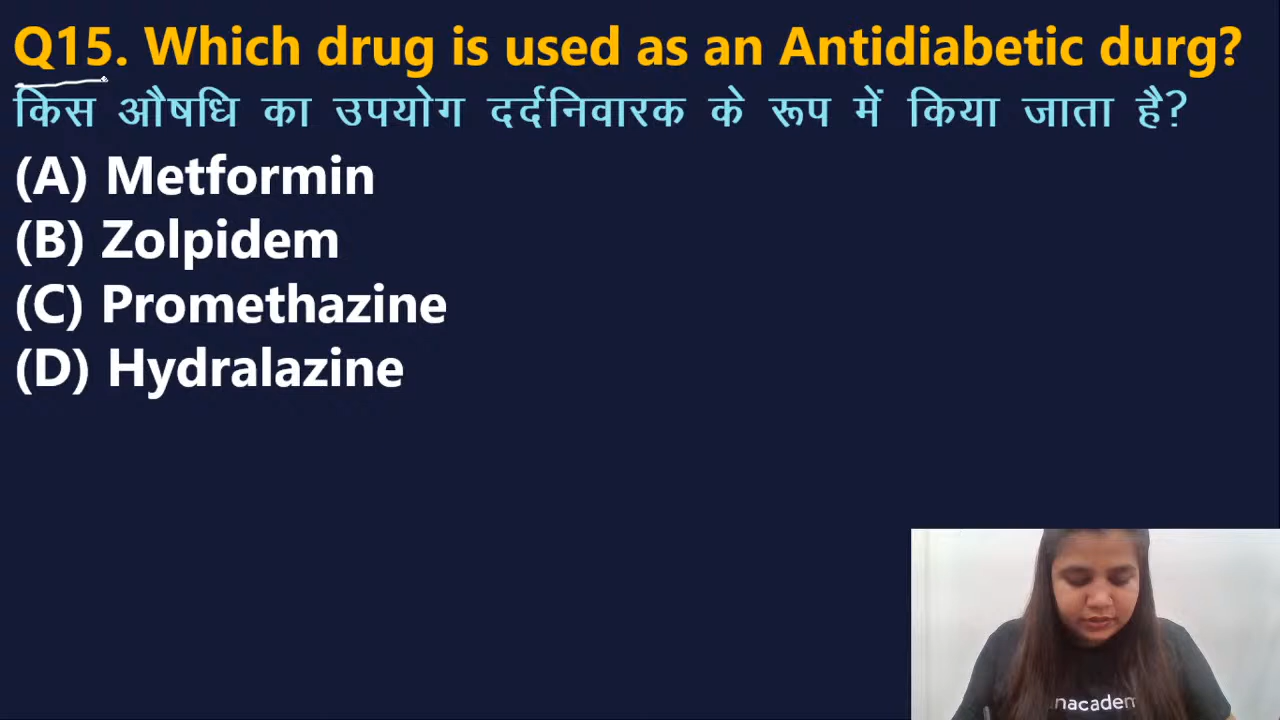 Q15. Which drug is used as an Antidiabetic durg?
किस औषधि का उपयोग दर्दनिवारक के रूप में किया जाता है?
(A) Metformin
(B) Zolpidem
(C) Promethazine
(D) Hydralazine
nacadem